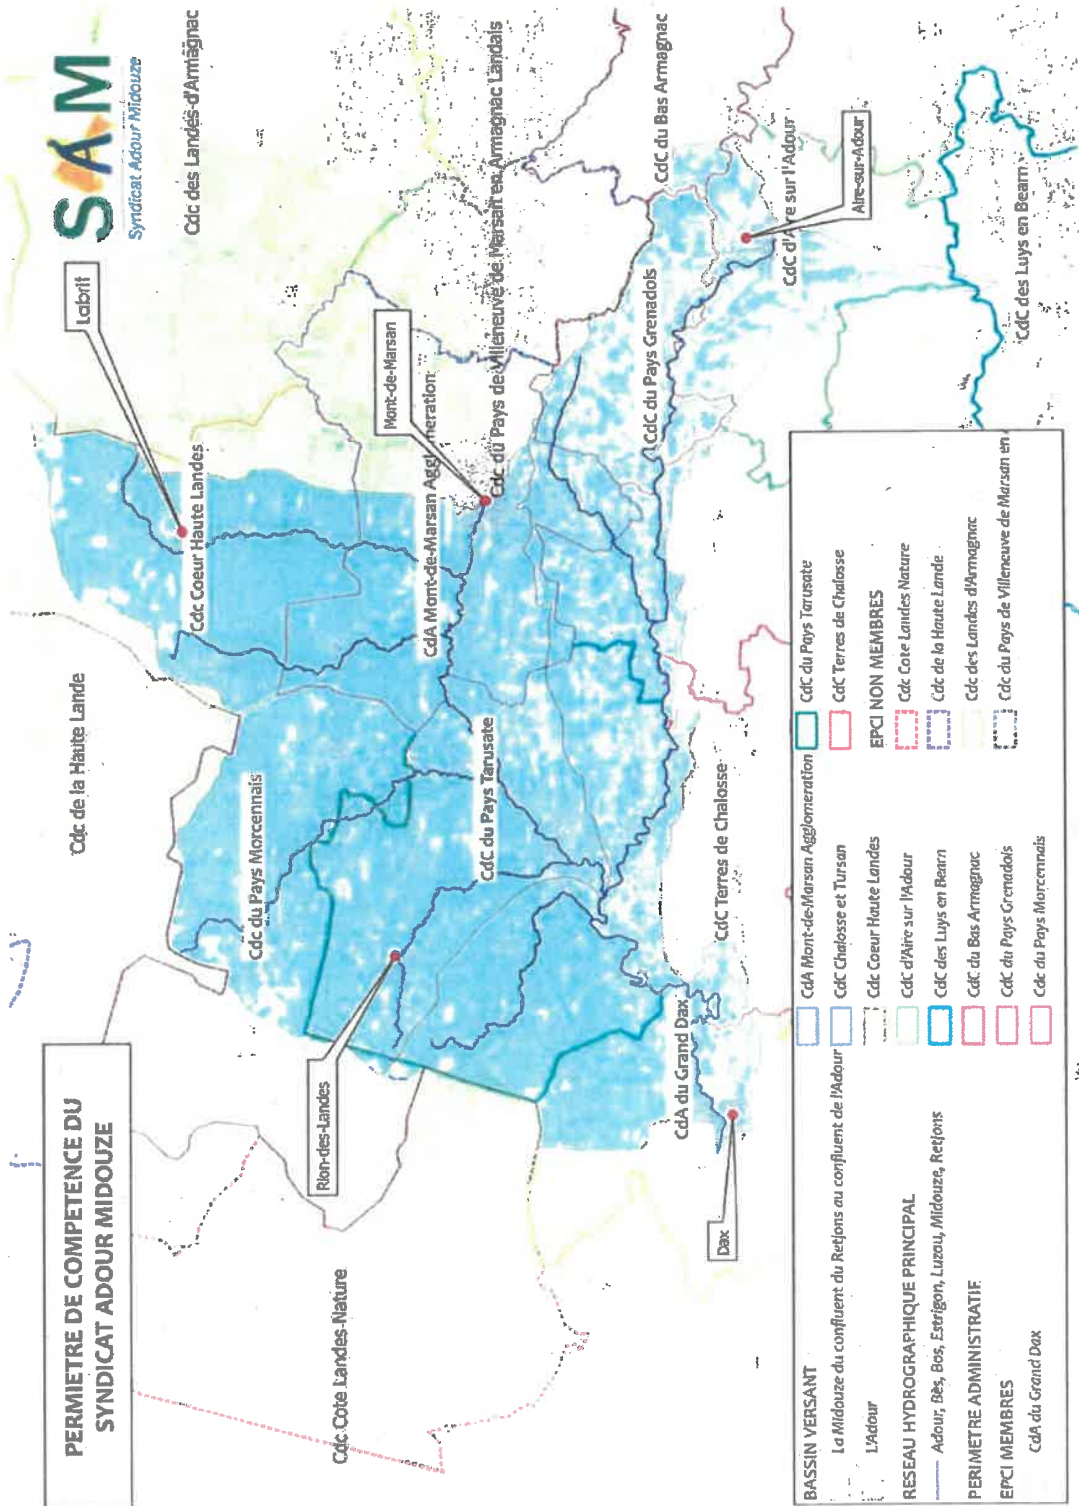 PERMIETRE DE COMPETENCE DU
SYNDICAT ADOUR MIDOUZE
SAM
Syndicat Adour Midouze
Cdc de la Haute Lande
Labrit
Cdc des Landes-d'Armagnac
Cdc Coeur Haute Landes
Cdc du Pays Morcennais
Mont-de-Marsan
Rion-des-Landes
CdA Mont-de-Marsan Agglomeration
Cdc Cote Landes-Nature
CdC du Pays Tarusate
Cdc du Pays de Villeneuve de Marsan en Armagnac Landais
CdC du Pays Grenadois
CdC du Bas Armagnac
CdA du Grand Dax
CdC Terres de Chalosse
CdC d'Aire sur l'Adour
Aire-sur-Adour
Dax
CdC des Luys en Bearn
BASSIN VERSANT
La Midouze du confluent du Retjons au confluent de l'Adour
L'Adour
RESEAU HYDROGRAPHIQUE PRINCIPAL
Adour, Bès, Bos, Estrigon, Luzou, Midouze, Retjons
PERIMETRE ADMINISTRATIF
EPCI MEMBRES
CdA du Grand Dax
CdA Mont-de-Marsan Agglomeration
CdC Chalosse et Tursan
Cdc Coeur Haute Landes
CdC d'Aire sur l'Adour
CdC des Luys en Bearn
CdC du Bas Armagnac
CdC du Pays Grenadois
Cdc du Pays Morcennais
CdC du Pays Tarusate
CdC Terres de Chalosse
EPCI NON MEMBRES
Cdc Cote Landes Nature
Cdc de la Haute Lande
Cdc des Landes d'Armagnac
Cdc du Pays de Villeneuve de Marsan en